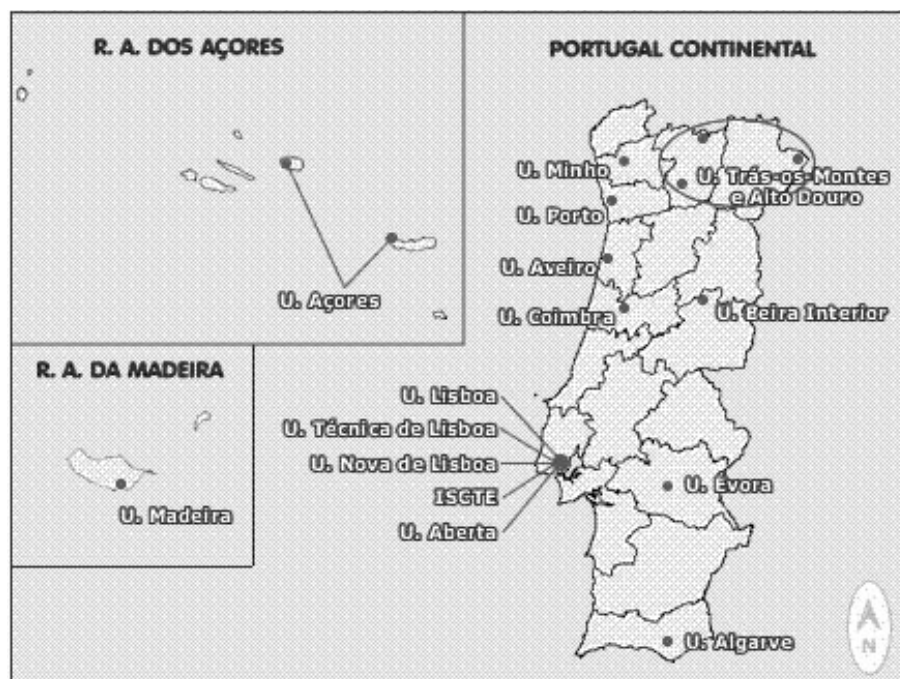 R. A. DOS AÇORES
U. Açores
R. A. DA MADEIRA
U. Madeira
PORTUGAL CONTINENTAL
U. Minho
U. Trás-os-Montes
e Alto Douro
U. Porto
U. Aveiro
U. Coimbra
U. Beira Interior
U. Lisboa
U. Técnica de Lisboa
U. Nova de Lisboa
ISCTE
U. Aberta
U. Évora
U. Algarve
N